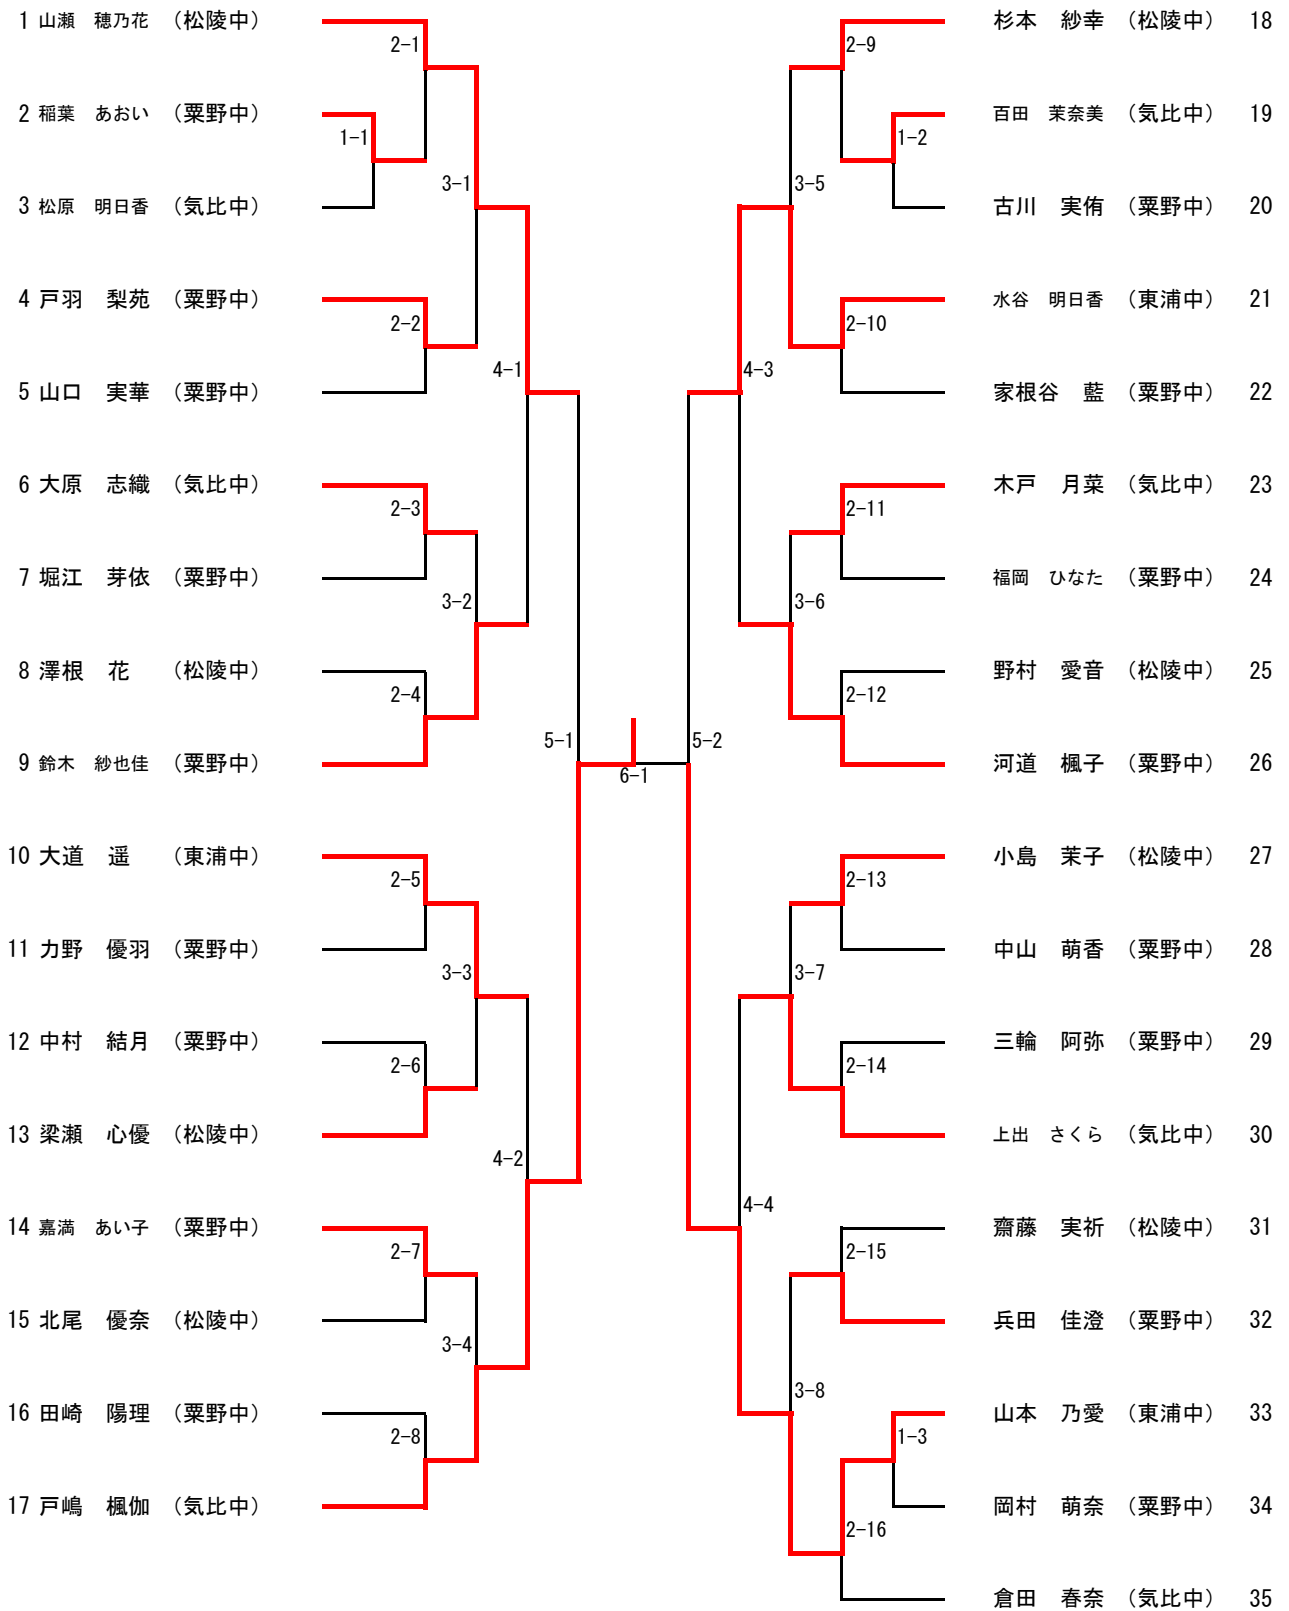 1 山瀬　穂乃花 （松陵中）
2-1
2 稲葉　あおい （粟野中）
1-1
3 松原　明日香 （気比中）
3-1
4 戸羽　梨苑 （粟野中）
2-2
5 山口　実華 （粟野中）
4-1
6 大原　志織 （気比中）
2-3
7 堀江　芽依 （粟野中）
3-2
8 澤根　花 （松陵中）
2-4
9 鈴木　紗也佳 （粟野中）
5-1
10 大道　遥 （東浦中）
2-5
11 力野　優羽 （粟野中）
3-3
12 中村　結月 （粟野中）
2-6
13 梁瀬　心優 （松陵中）
4-2
14 嘉満　あい子 （粟野中）
2-7
15 北尾　優奈 （松陵中）
3-4
16 田崎　陽理 （粟野中）
2-8
17 戸嶋　楓伽 （気比中）
6-1
杉本　紗幸 （松陵中） 18
2-9
百田　茉奈美 （気比中） 19
1-2
古川　実侑 （粟野中） 20
3-5
水谷　明日香 （東浦中） 21
2-10
家根谷　藍 （粟野中） 22
4-3
木戸　月菜 （気比中） 23
2-11
福岡　ひなた （粟野中） 24
3-6
野村　愛音 （松陵中） 25
2-12
河道　楓子 （粟野中） 26
5-2
小島　茉子 （松陵中） 27
2-13
中山　萌香 （粟野中） 28
3-7
三輪　阿弥 （粟野中） 29
2-14
上出　さくら （気比中） 30
4-4
齋藤　実祈 （松陵中） 31
2-15
兵田　佳澄 （粟野中） 32
3-8
山本　乃愛 （東浦中） 33
1-3
岡村　萌奈 （粟野中） 34
2-16
倉田　春奈 （気比中） 35